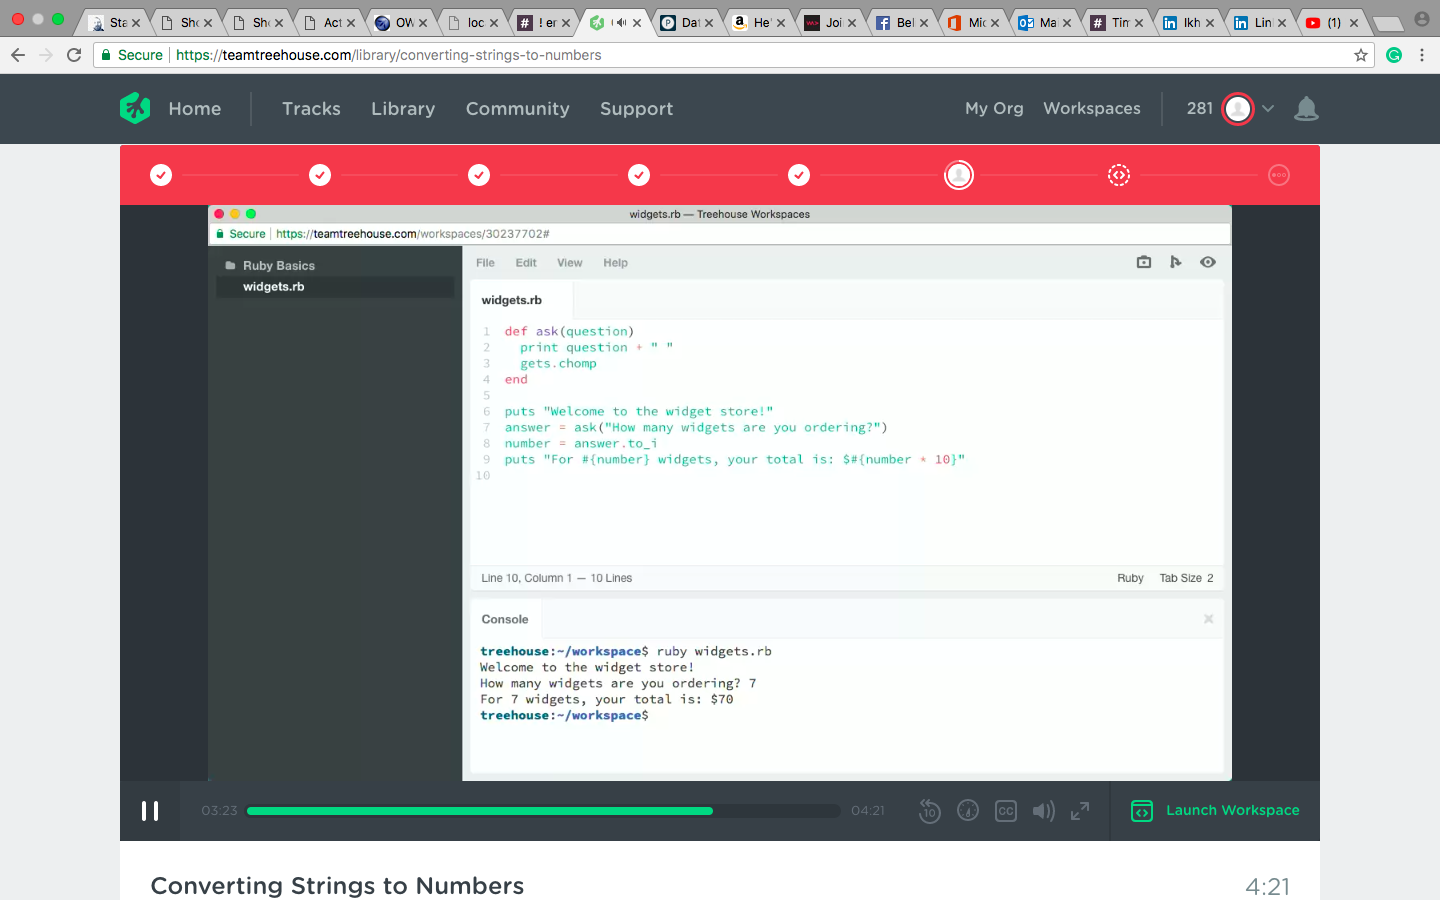 Sta
Sho
Sho
Act
OW
loc
! er
Dat
He
Joi
Bel
Mic
Ma
Tim
Ikh
Lin
(1)
Secure https://teamtreehouse.com/library/converting-strings-to-numbers
Home Tracks Library Community Support My Org Workspaces 281
widgets.rb — Treehouse Workspaces
Secure https://teamtreehouse.com/workspaces/30237702#
Ruby Basics
widgets.rb
File Edit View Help
widgets.rb
1 def ask(question)
2 print question + " "
3 gets.chomp
4 end
5
6 puts "Welcome to the widget store!"
7 answer = ask("How many widgets are you ordering?")
8 number = answer.to_i
9 puts "For #{number} widgets, your total is: $#{number * 10}"
10
Line 10, Column 1 — 10 Lines Ruby Tab Size 2
Console
treehouse:~/workspace$ ruby widgets.rb
Welcome to the widget store!
How many widgets are you ordering? 7
For 7 widgets, your total is: $70
treehouse:~/workspace$
03:23 04:21 10 CC Launch Workspace
Converting Strings to Numbers 4:21